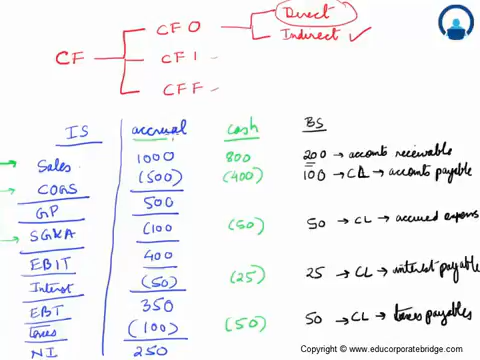 Direct
CFO
Indirect ✓
CF
CFI
CFF
IS accrual cash BS
Sales 1000 800 200 → accounts receivable
COGS (500) (400) 100 → CL → accounts payable
GP 500
SG&A (100 (50) 50 → CL → accrued expens
EBIT 400
Interst (50) (25) 25 → CL → interest payable
EBT 350
Taxes (100) (50) 50 → CL → taxes payables
NI 250
Copyright © www.educorporatebridge.com